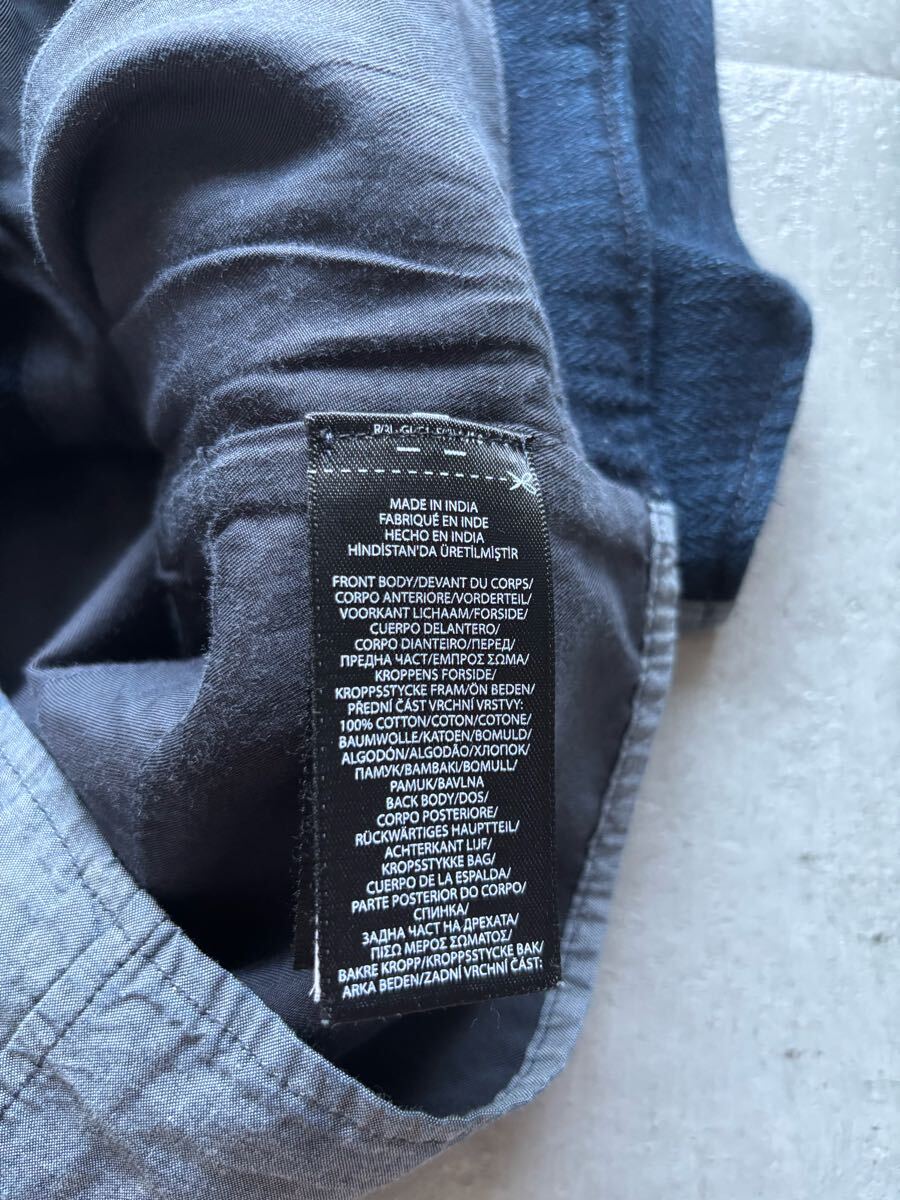 MADE IN INDIA
FABRIQUÉ EN INDE
HECHO EN INDIA
HİNDİSTAN'DA ÜRETİLMİŞTİR
FRONT BODY/DEVANT DU CORPS/
CORPO ANTERIORE/VORDERTEIL/
VOORKANT LICHAAM/FORSIDE/
CUERPO DELANTERO/
CORPO DIANTEIRO/ПЕРЕД/
ПРЕДНА ЧАСТ/ΕΜΠΡΟΣ ΣΩΜΑ/
KROPPENS FORSIDE/
KROPPSSTYCKE FRAM/ÖN BEDEN/
PŘEDNÍ ČÁST VRCHNÍ VRSTVY:
100% COTTON/COTON/COTONE/
BAUMWOLLE/KATOEN/BOMULD/
ALGODÓN/ALGODÃO/ХЛОПОК/
ПАМУК/ΒΑΜΒΑΚΙ/BOMULL/
PAMUK/BAVLNA
BACK BODY/DOS/
CORPO POSTERIORE/
RÜCKWÄRTIGES HAUPTTEIL/
ACHTERKANT LIJF/
KROPSSTYKKE BAG/
CUERPO DE LA ESPALDA/
PARTE POSTERIOR DO CORPO/
СПИНКА/
ЗАДНА ЧАСТ НА ДРЕХАТА/
ΠΙΣΩ ΜΕΡΟΣ ΣΩΜΑΤΟΣ/
BAKRE KROPP/KROPPSSTYCKE BAK/
ARKA BEDEN/ZADNÍ VRCHNÍ ČÁST: